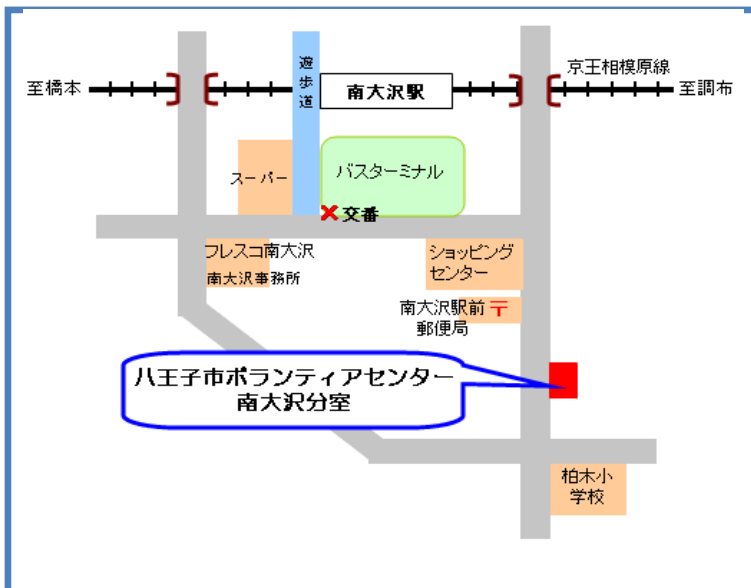 京王相模原線
至橋本
遊歩道
南大沢駅
至調布
スーパー
バスターミナル
交番
フレスコ南大沢
南大沢事務所
ショッピング
センター
南大沢駅前〒
郵便局
八王子市ボランティアセンター
南大沢分室
柏木小
学校